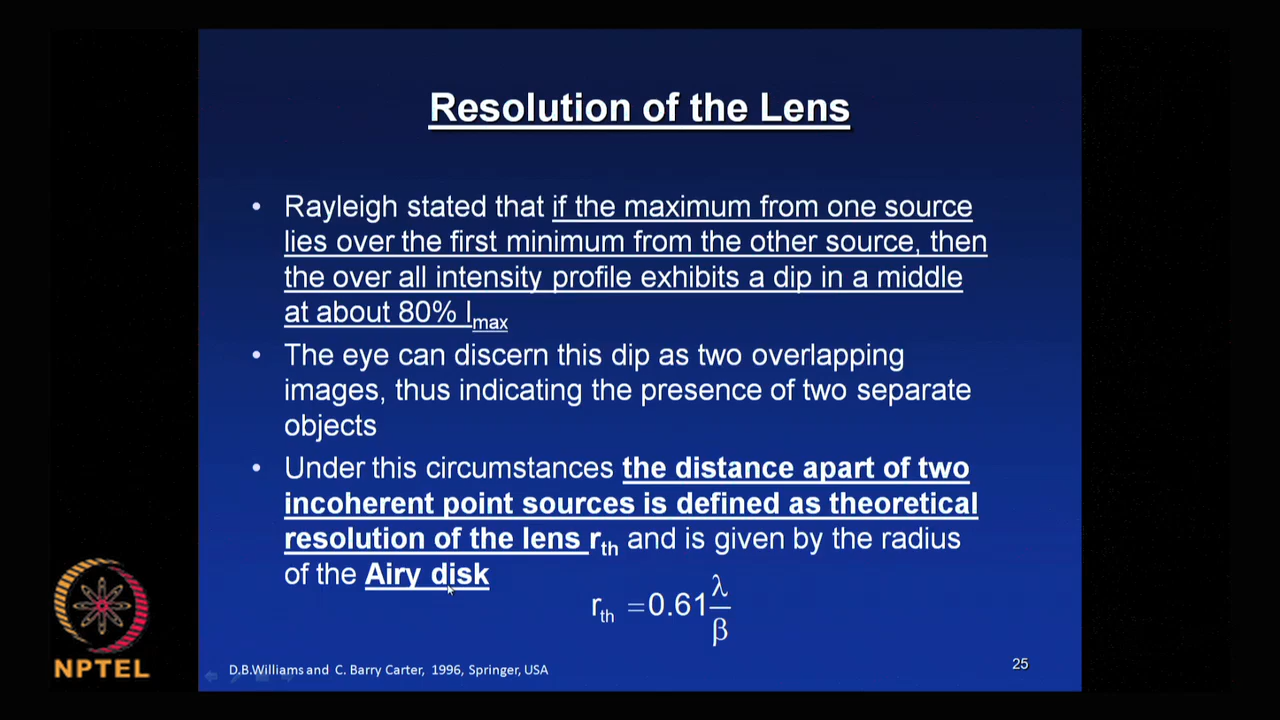 Resolution of the Lens
• Rayleigh stated that if the maximum from one source
lies over the first minimum from the other source, then
the over all intensity profile exhibits a dip in a middle
at about 80% Imax
• The eye can discern this dip as two overlapping
images, thus indicating the presence of two separate
objects
• Under this circumstances the distance apart of two
incoherent point sources is defined as theoretical
resolution of the lens rth and is given by the radius
of the Airy disk
rth = 0.61 λ/β
NPTEL
D.B.Williams and C. Barry Carter, 1996, Springer, USA
25